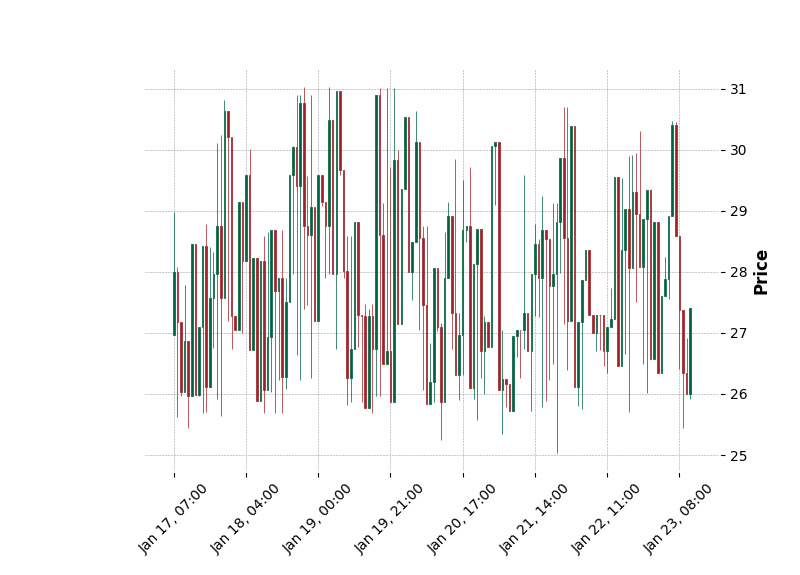 31
30
29
28
27
26
25
Price
Jan 17, 07:00
Jan 18, 04:00
Jan 19, 00:00
Jan 19, 21:00
Jan 20, 17:00
Jan 21, 14:00
Jan 22, 11:00
Jan 23, 08:00